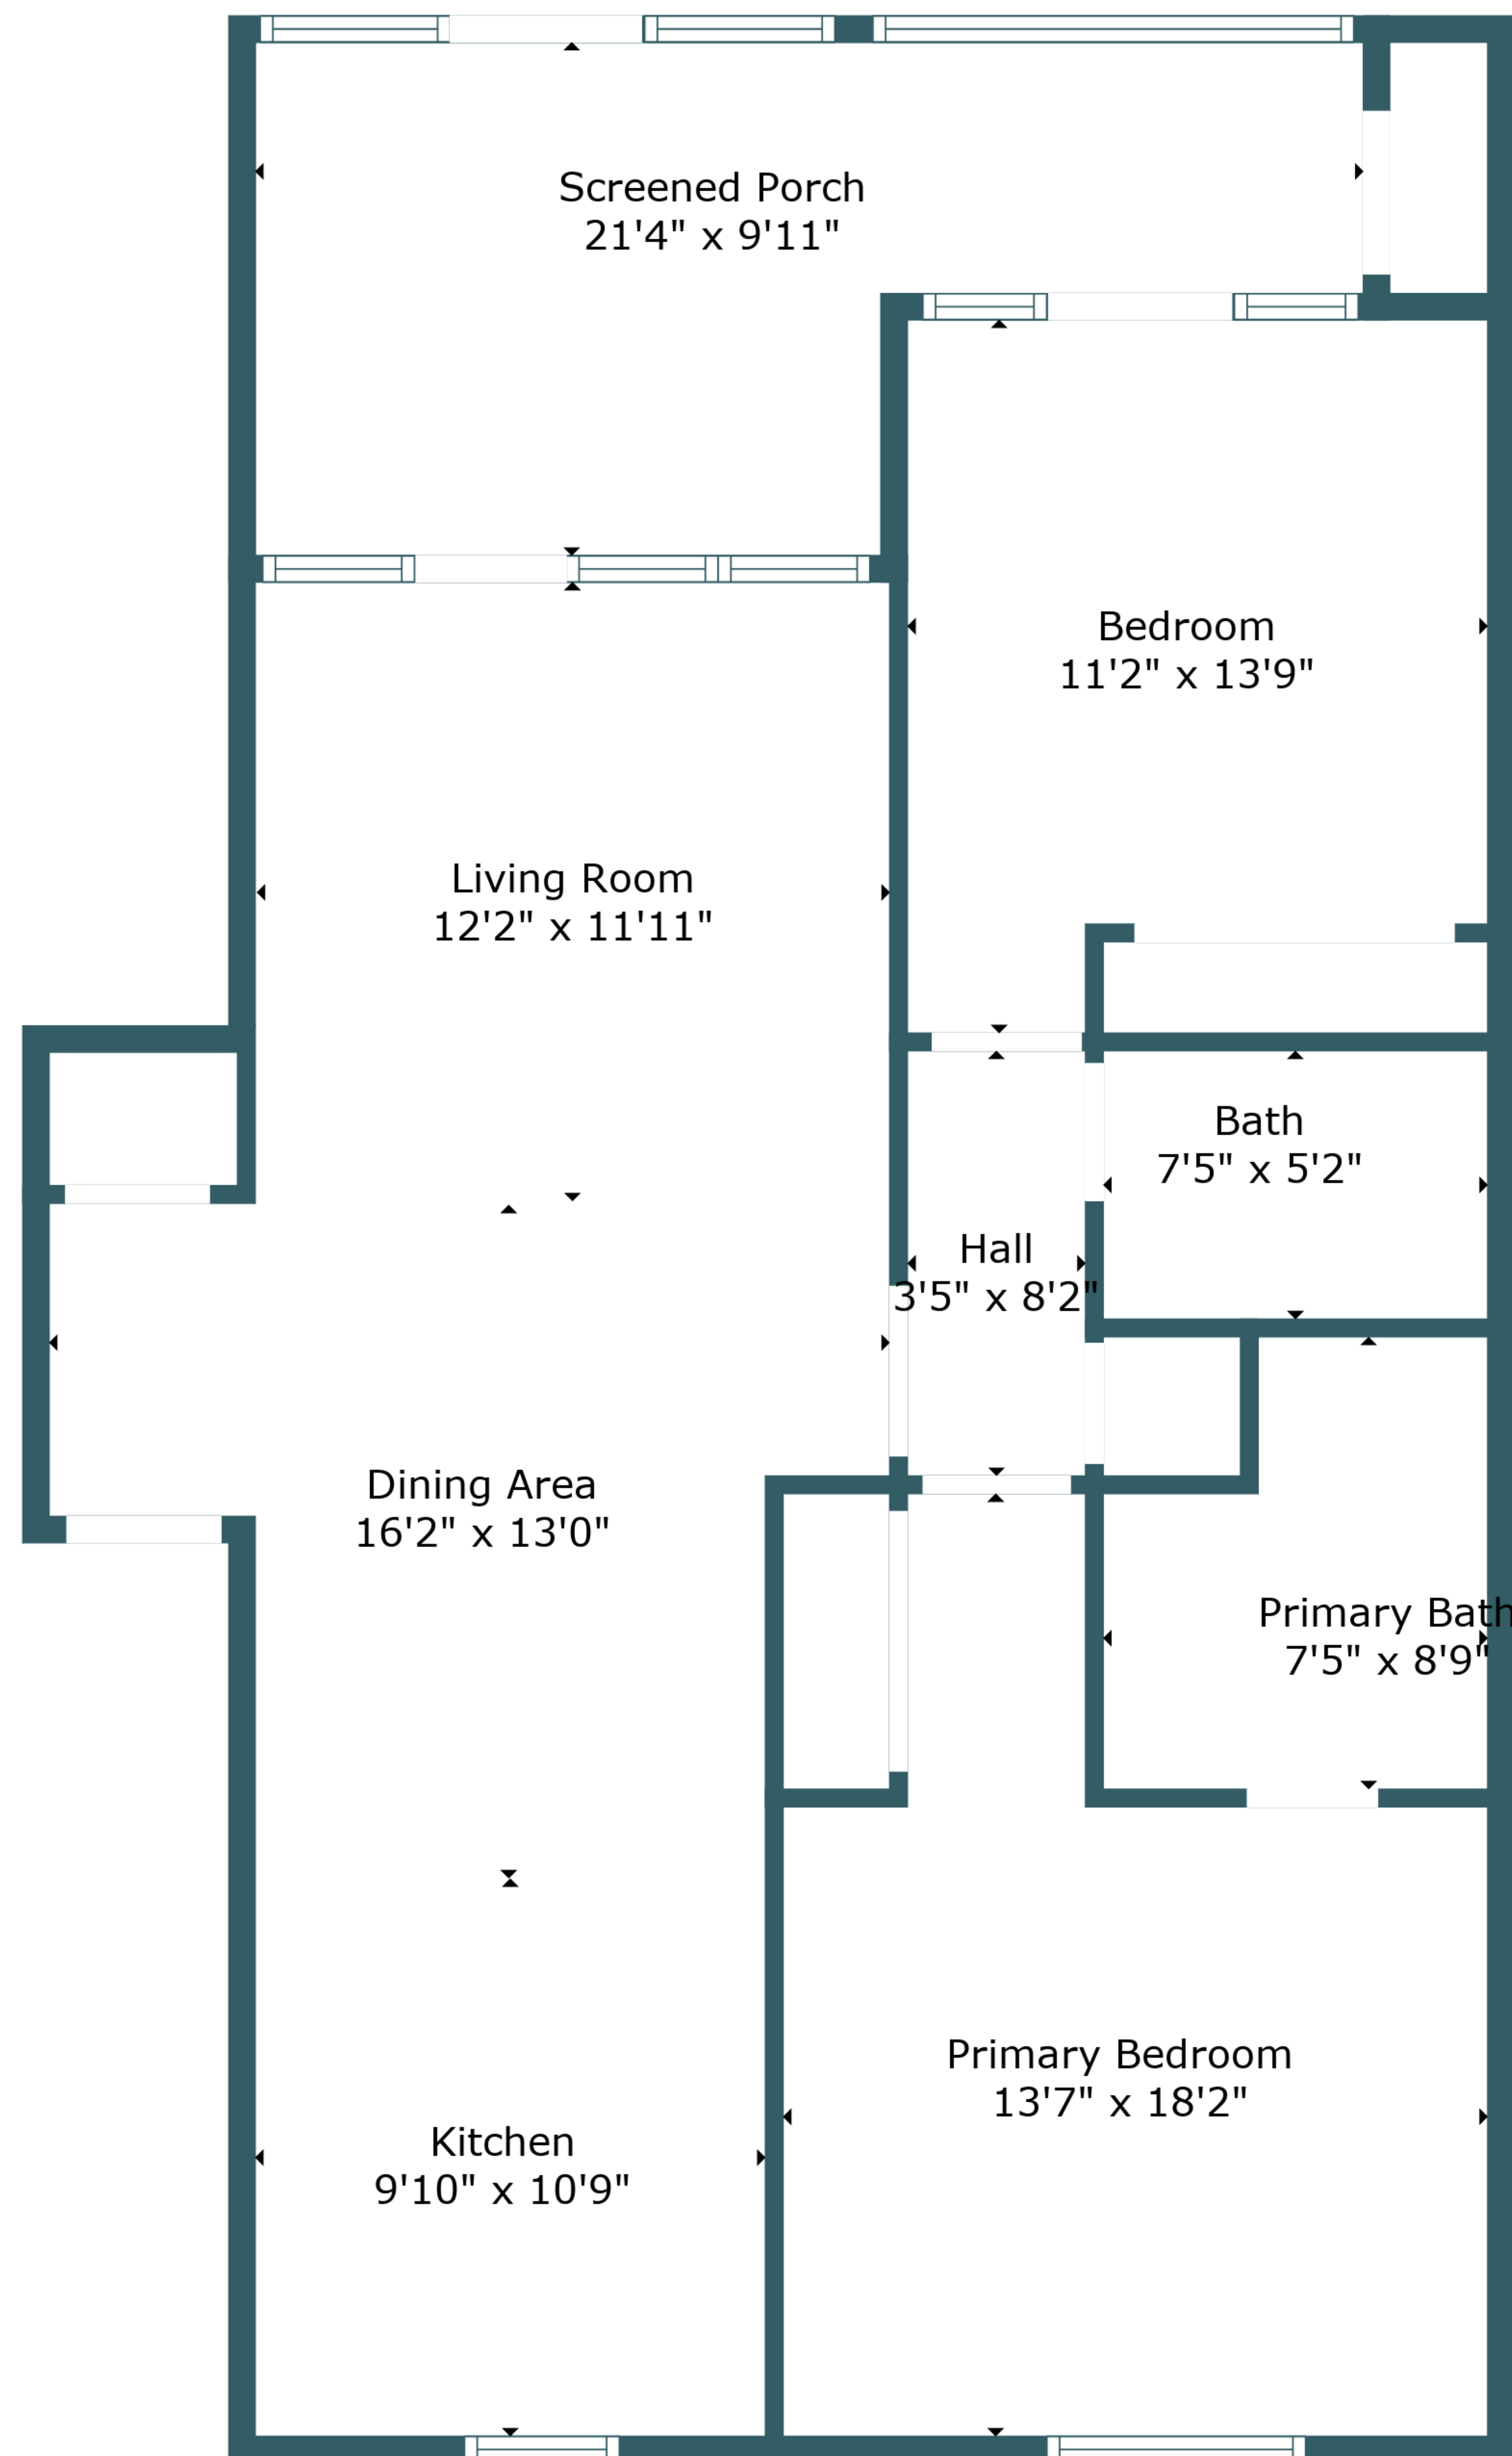 Screened Porch
21'4" x 9'11"
Bedroom
11'2" x 13'9"
Living Room
12'2" x 11'11"
Bath
7'5" x 5'2"
Hall
3'5" x 8'2"
Dining Area
16'2" x 13'0"
Primary Bath
7'5" x 8'9"
Primary Bedroom
13'7" x 18'2"
Kitchen
9'10" x 10'9"